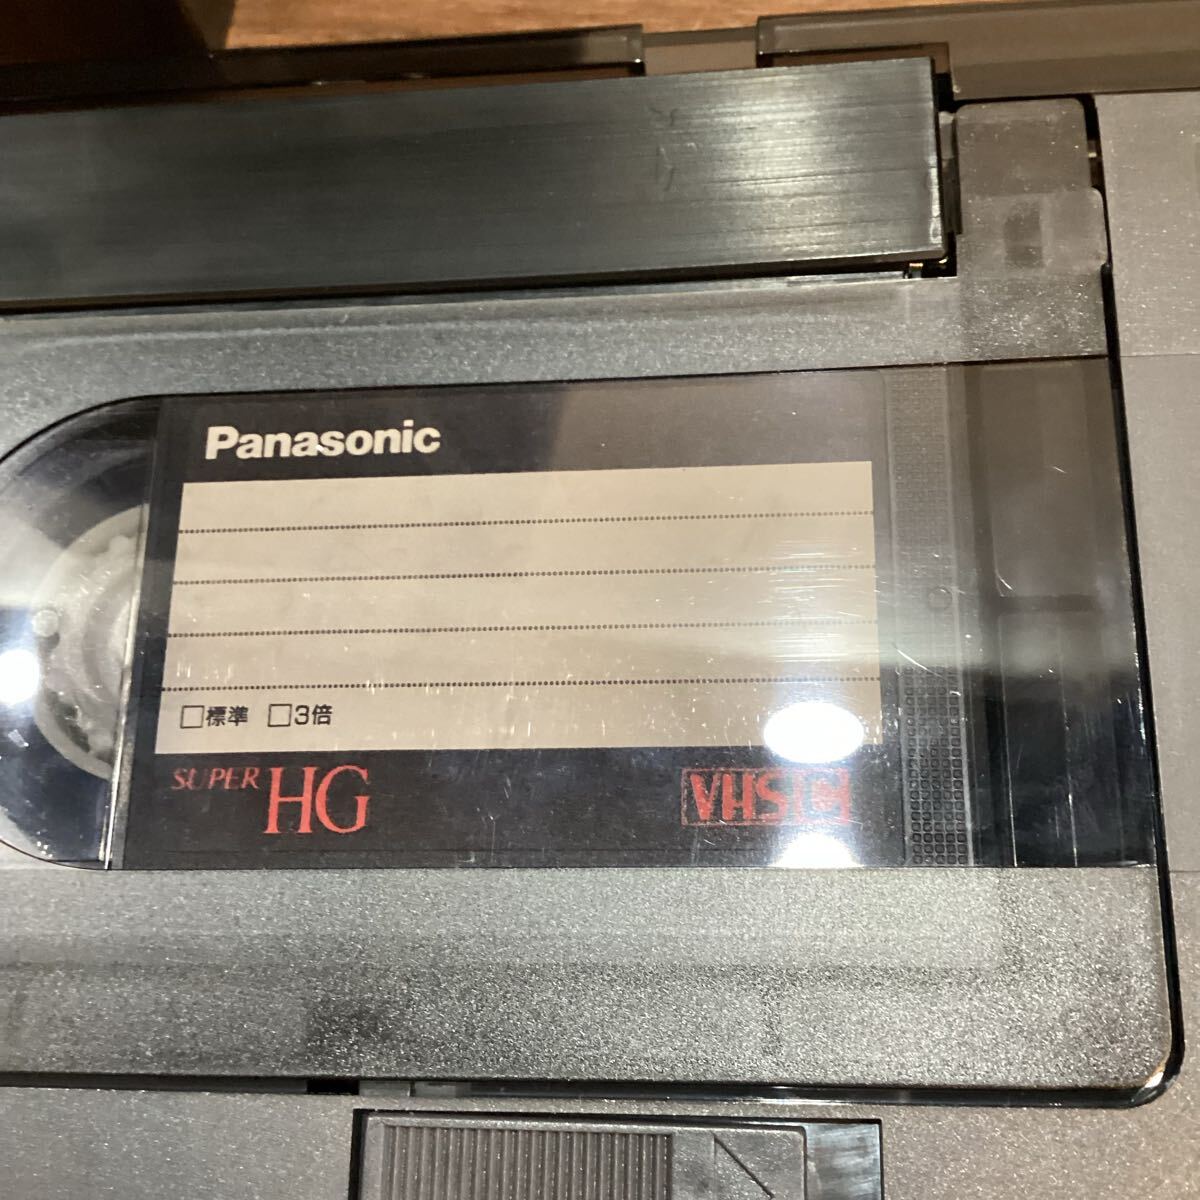 Panasonic
□標準 □3倍
SUPER HG
VHS C